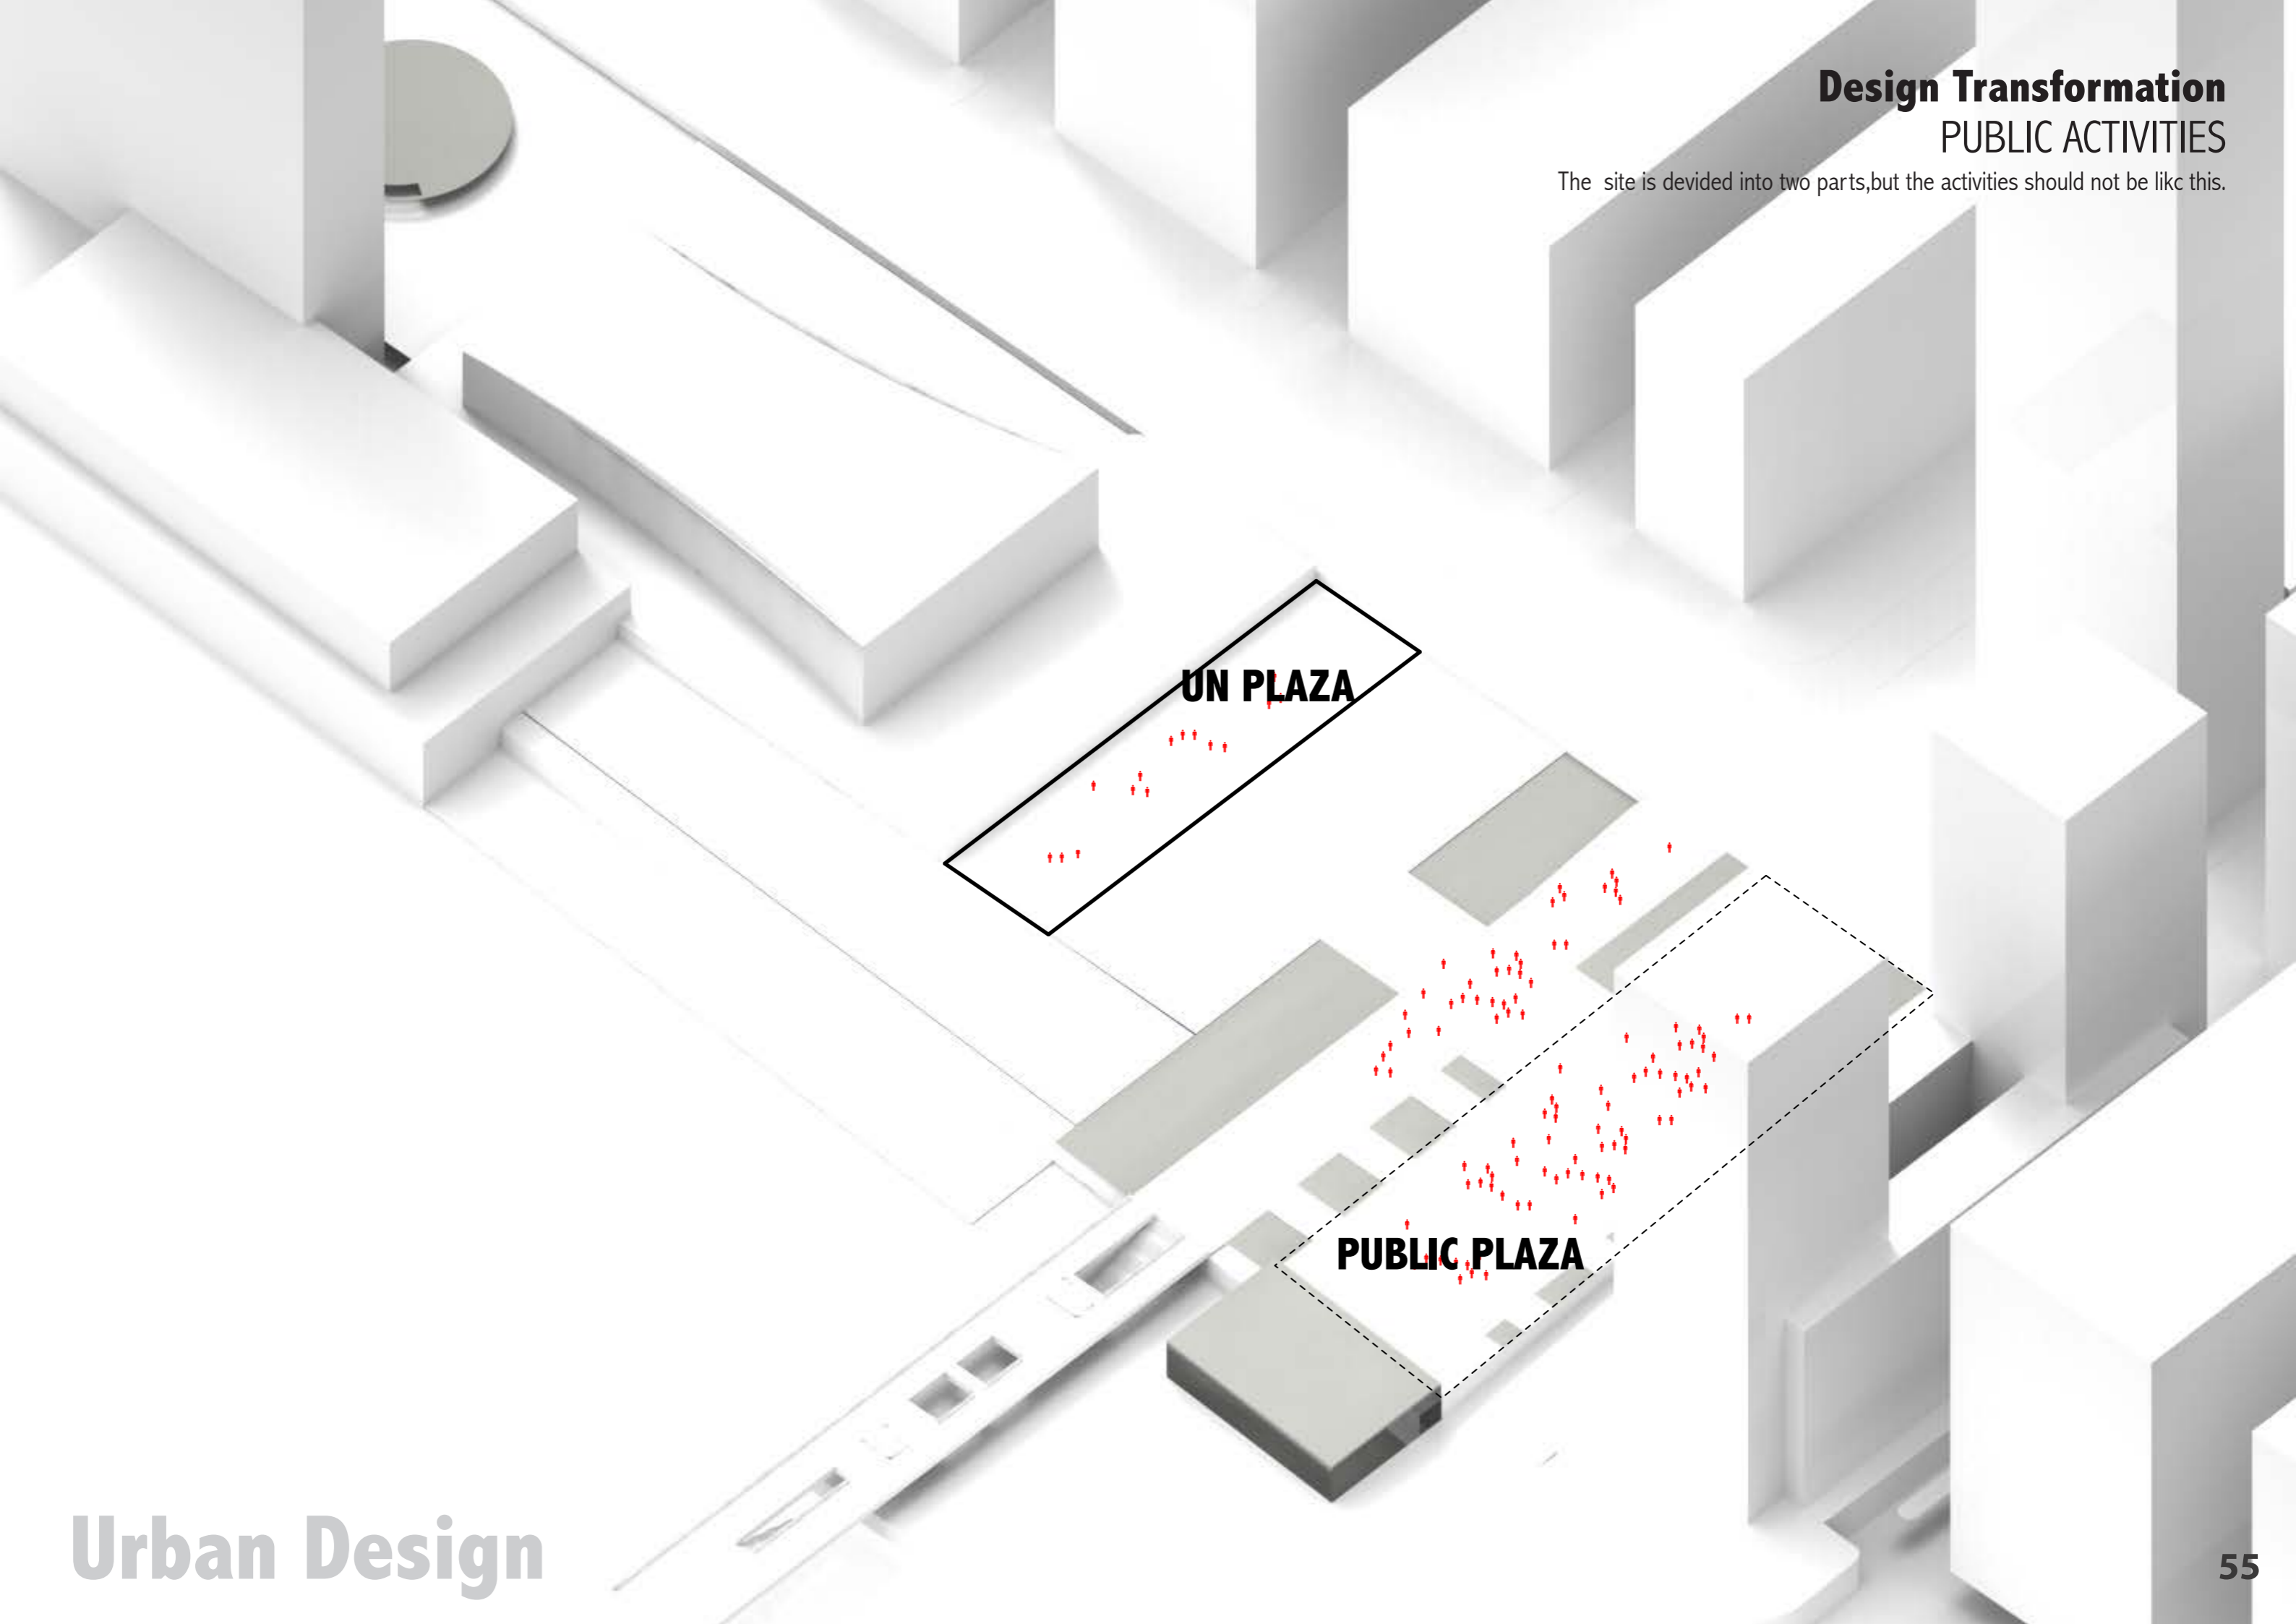 Design Transformation
PUBLIC ACTIVITIES
The site is devided into two parts,but the activities should not be likc this.
UN PLAZA
PUBLIC PLAZA
Urban Design
55